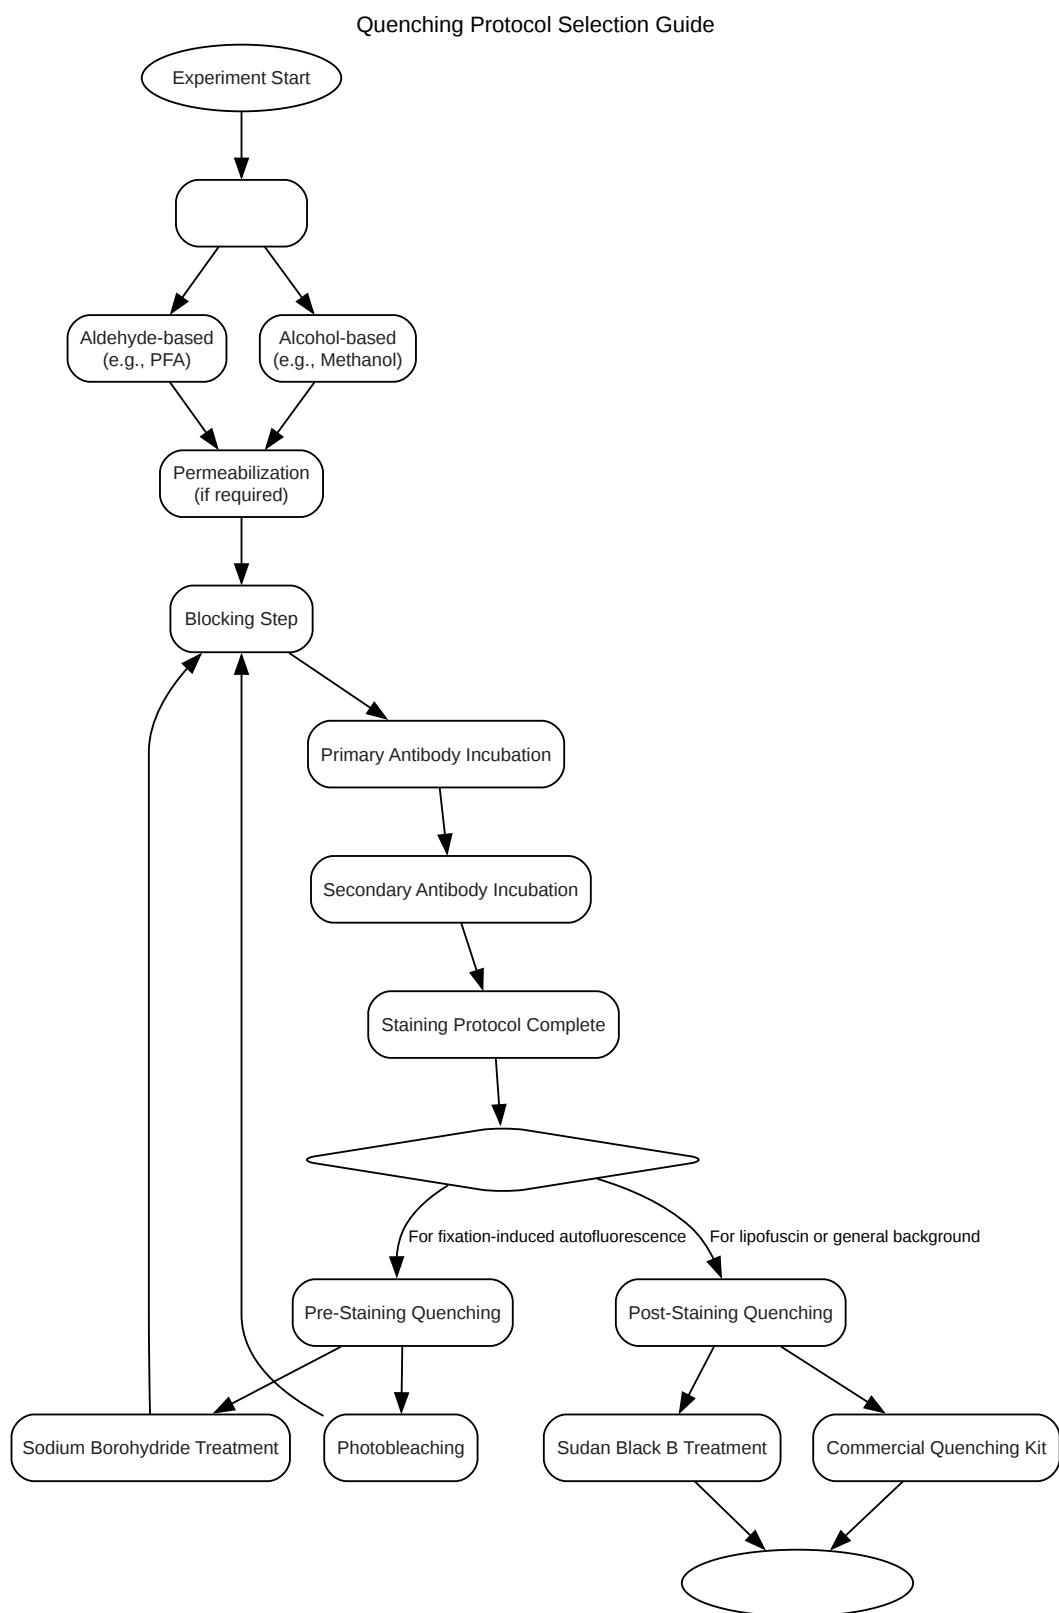 Quenching Protocol Selection Guide
Experiment Start
Aldehyde-based
(e.g., PFA)
Alcohol-based
(e.g., Methanol)
Permeabilization
(if required)
Blocking Step
Primary Antibody Incubation
Secondary Antibody Incubation
Staining Protocol Complete
For fixation-induced autofluorescence
For lipofuscin or general background
Pre-Staining Quenching
Post-Staining Quenching
Sodium Borohydride Treatment
Photobleaching
Sudan Black B Treatment
Commercial Quenching Kit